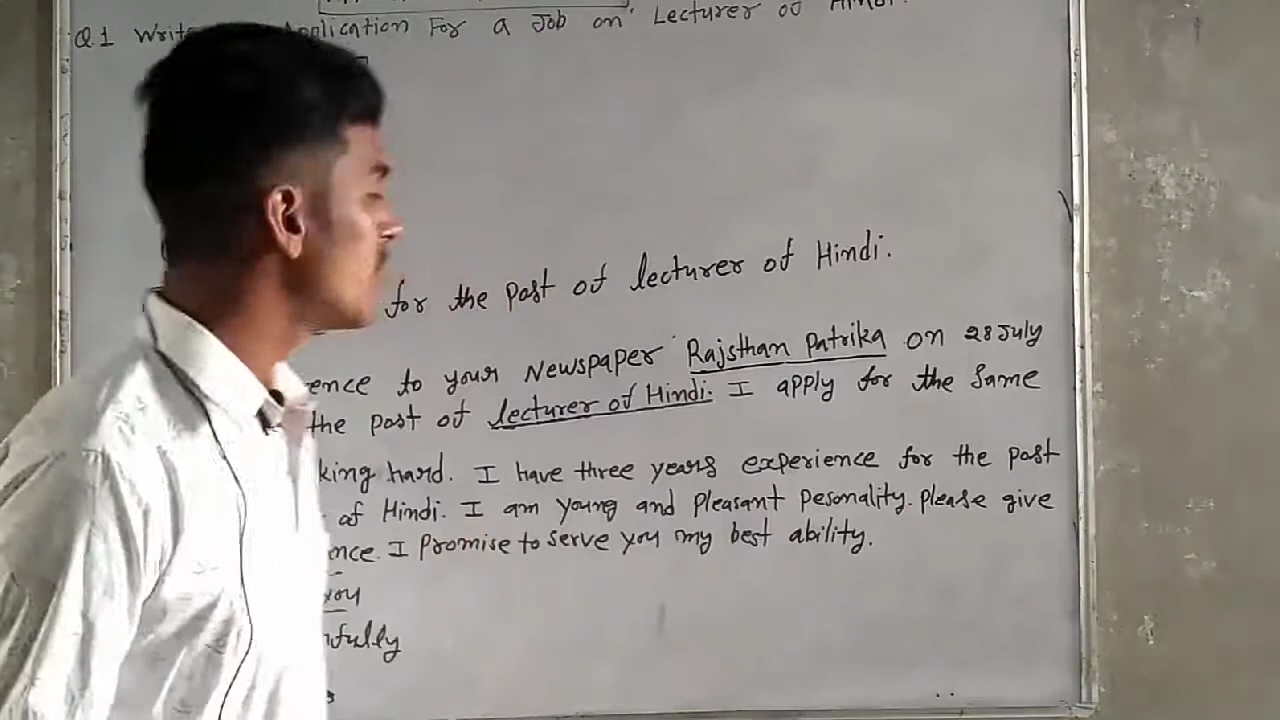 Q.1 Write Application For a Job on Lecturer of Hindi.
for the Post of lecturer of Hindi.
ence to your Newspaper Rajsthan Patrika on 28 July
the post of lecturer of Hindi. I apply for the same
king hard. I have three years experience for the post
of Hindi. I am young and pleasant pesonality. please give
nce. I promise to serve you my best ability.
you
fully